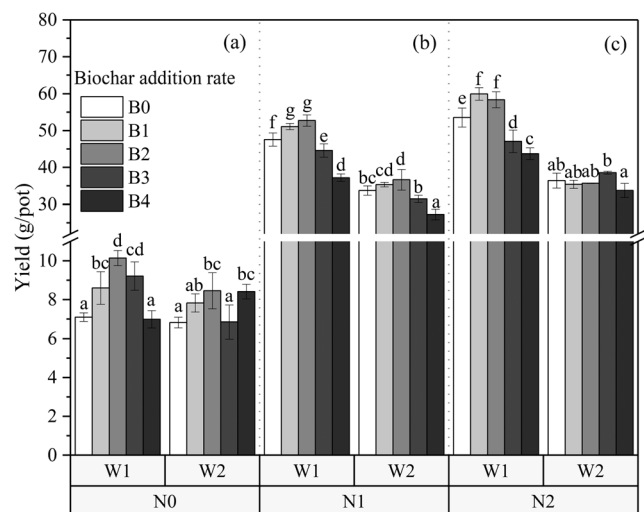 80
70
60
50
40
30
10
8
6
4
2
0
Yield (g/pot)
(a)
(b)
(c)
Biochar addition rate
B0
B1
B2
B3
B4
a bc d cd a
a ab bc a bc
f g g e d
bc cd d b a
e f f d c
ab ab ab b a
W1 W2 W1 W2 W1 W2
N0 N1 N2